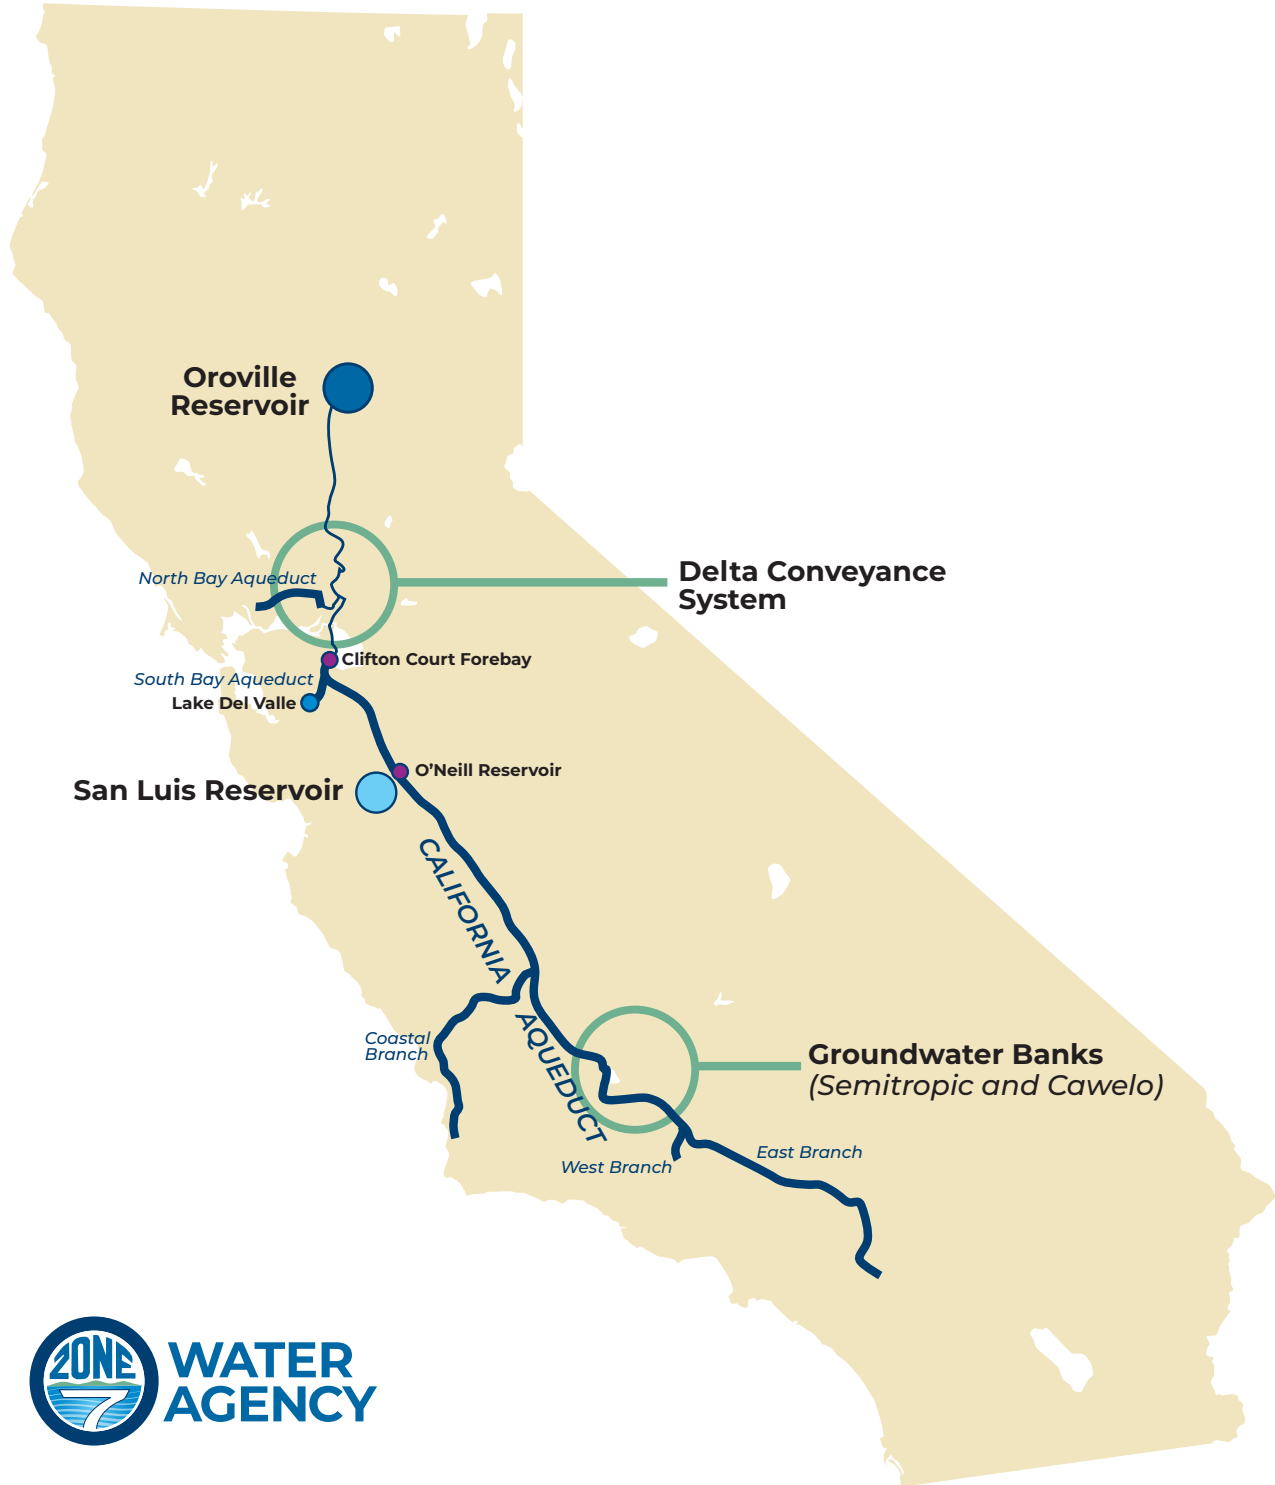 Oroville
Reservoir
North Bay Aqueduct
Delta Conveyance
System
Clifton Court Forebay
South Bay Aqueduct
Lake Del Valle
O’Neill Reservoir
San Luis Reservoir
CALIFORNIA
AQUEDUCT
Coastal
Branch
Groundwater Banks
(Semitropic and Cawelo)
West Branch
East Branch
ZONE
7
WATER
AGENCY